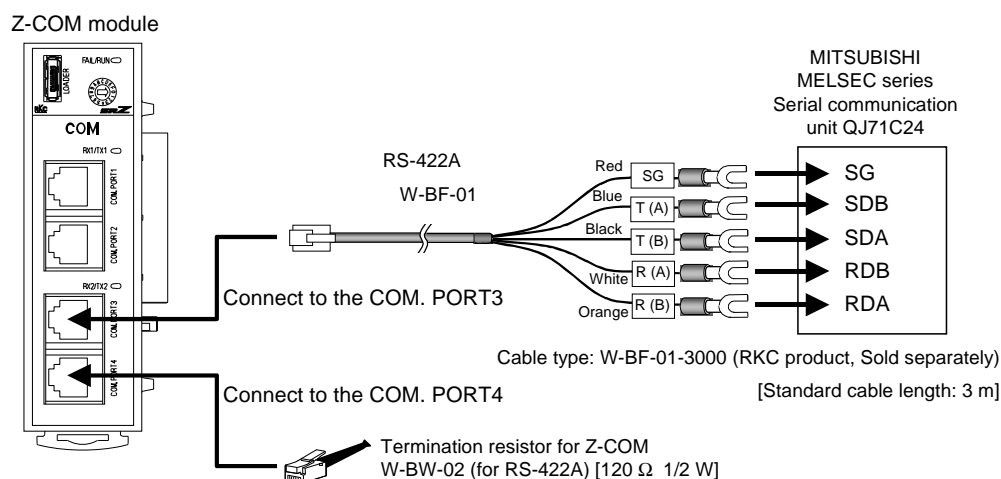 Z-COM module
FAIL/RUN
LOADER
RKC
SRZ
COM
RX1/TX1
COM.PORT1
COM.PORT2
RX2/TX2
COM.PORT3
COM.PORT4
RS-422A
W-BF-01
MITSUBISHI
MELSEC series
Serial communication
unit QJ71C24
Red SG SG
Blue T (A) SDB
Black T (B) SDA
White R (A) RDB
Orange R (B) RDA
Connect to the COM. PORT3
Cable type: W-BF-01-3000 (RKC product, Sold separately)
[Standard cable length: 3 m]
Connect to the COM. PORT4
Termination resistor for Z-COM
W-BW-02 (for RS-422A) [120 Ω 1/2 W]